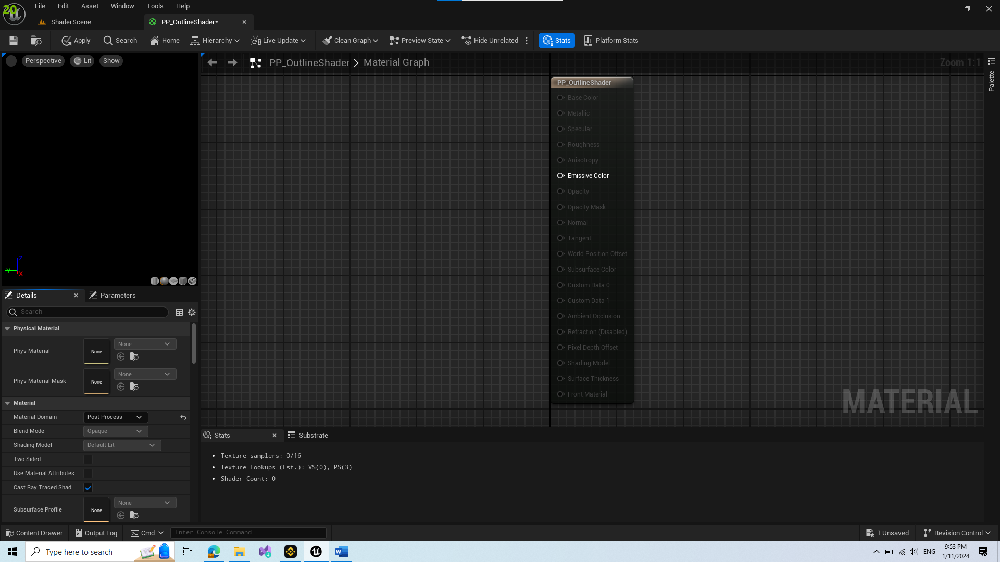 20
File Edit Asset Window Tools Help
ShaderScene
PP_OutlineShader*
Apply Search Home Hierarchy Live Update Clean Graph Preview State Hide Unrelated Stats Platform Stats
Perspective Lit Show
PP_OutlineShader > Material Graph
Zoom 1:1
Palette
PP_OutlineShader
Base Color
Metallic
Specular
Roughness
Anisotropy
Emissive Color
Opacity
Opacity Mask
Normal
Tangent
World Position Offset
Subsurface Color
Custom Data 0
Custom Data 1
Ambient Occlusion
Refraction (Disabled)
Pixel Depth Offset
Shading Model
Surface Thickness
Front Material
MATERIAL
Z
Y
X
Details Parameters
Search
Physical Material
Phys Material None None
Phys Material Mask None None
Material
Material Domain Post Process
Blend Mode Opaque
Shading Model Default Lit
Two Sided
Use Material Attributes
Cast Ray Traced Shad...
Subsurface Profile None None
Stats Substrate
• Texture samplers: 0/16
• Texture Lookups (Est.): VS(0), PS(3)
• Shader Count: 0
Content Drawer Output Log Cmd Enter Console Command 1 Unsaved Revision Control
Type here to search
ENG
9:53 PM
1/11/2024